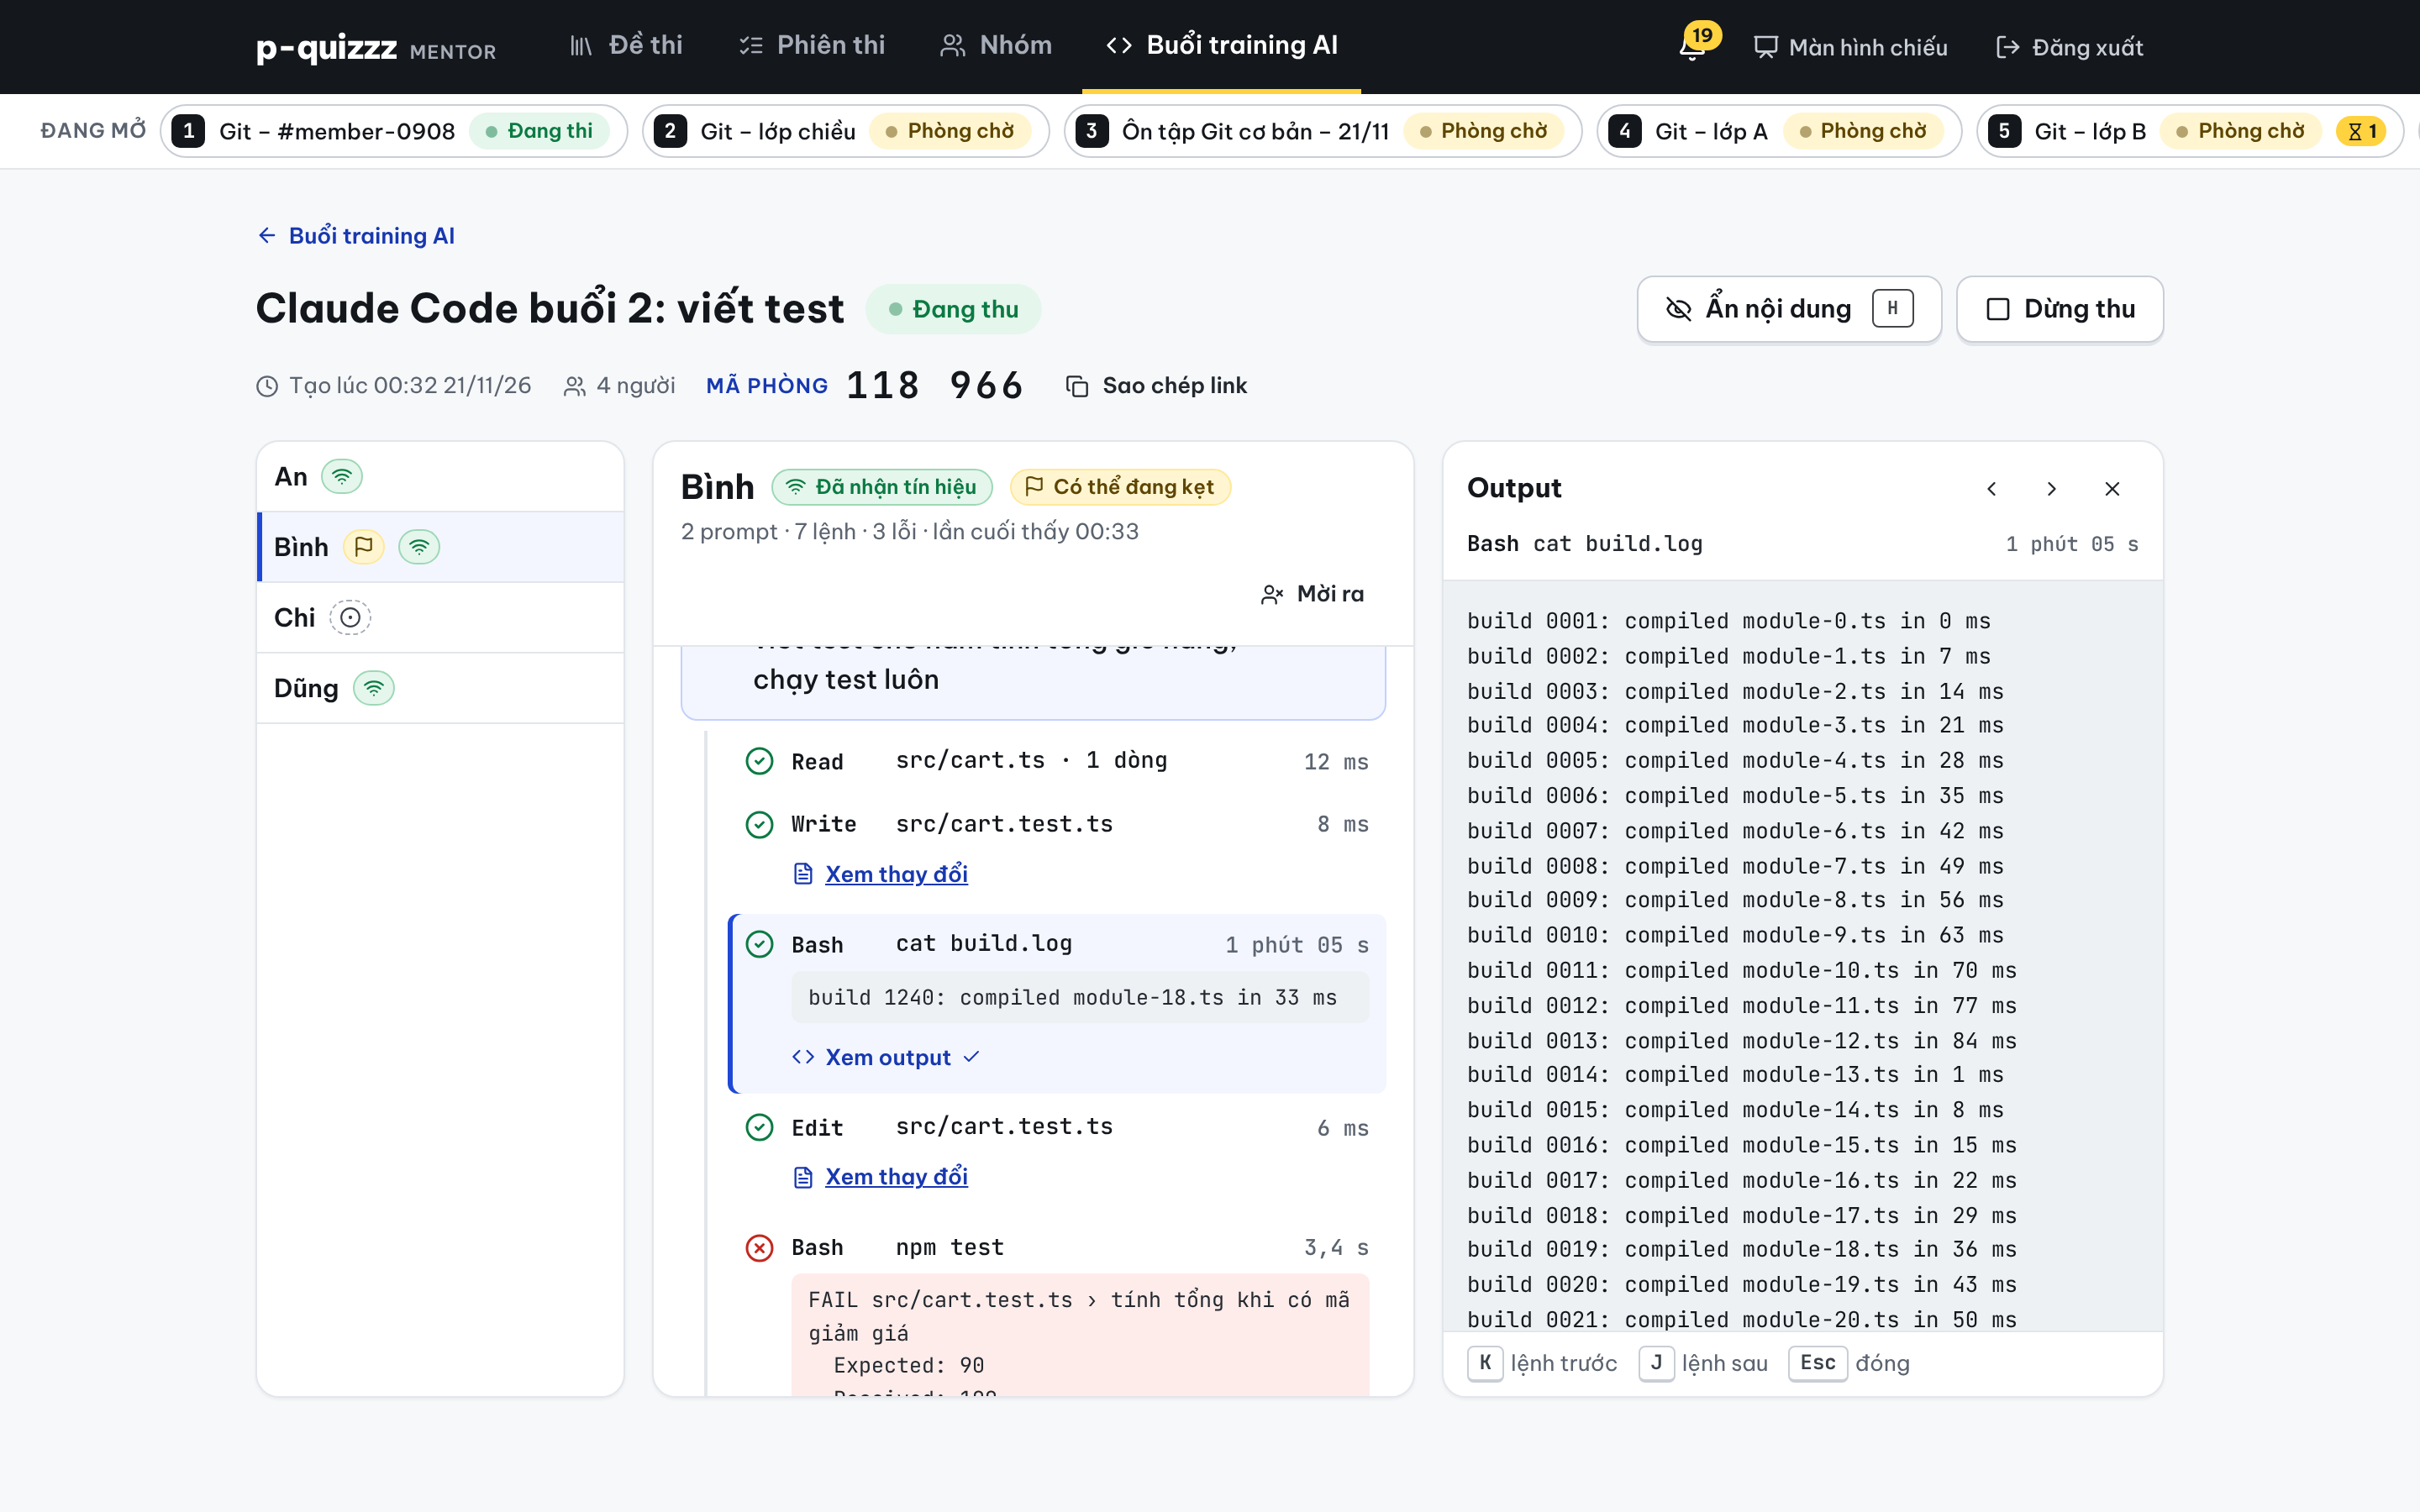 p-quizzz MENTOR
Đề thi
Phiên thi
Nhóm
Buổi training AI
19
Màn hình chiếu
Đăng xuất
ĐANG MỞ
1 Git – #member-0908 Đang thi
2 Git – lớp chiều Phòng chờ
3 Ôn tập Git cơ bản – 21/11 Phòng chờ
4 Git – lớp A Phòng chờ
5 Git – lớp B Phòng chờ 1
Buổi training AI
Claude Code buổi 2: viết test
Đang thu
Ẩn nội dung H
Dừng thu
Tạo lúc 00:32 21/11/26
4 người
MÃ PHÒNG 118 966
Sao chép link
An
Bình
Chi
Dũng
Bình Đã nhận tín hiệu Có thể đang kẹt
2 prompt · 7 lệnh · 3 lỗi · lần cuối thấy 00:33
Mời ra
chạy test luôn
Read src/cart.ts · 1 dòng 12 ms
Write src/cart.test.ts 8 ms
Xem thay đổi
Bash cat build.log 1 phút 05 s
build 1240: compiled module-18.ts in 33 ms
Xem output
Edit src/cart.test.ts 6 ms
Xem thay đổi
Bash npm test 3,4 s
FAIL src/cart.test.ts › tính tổng khi có mã
giảm giá
Expected: 90
Output
Bash cat build.log 1 phút 05 s
build 0001: compiled module-0.ts in 0 ms
build 0002: compiled module-1.ts in 7 ms
build 0003: compiled module-2.ts in 14 ms
build 0004: compiled module-3.ts in 21 ms
build 0005: compiled module-4.ts in 28 ms
build 0006: compiled module-5.ts in 35 ms
build 0007: compiled module-6.ts in 42 ms
build 0008: compiled module-7.ts in 49 ms
build 0009: compiled module-8.ts in 56 ms
build 0010: compiled module-9.ts in 63 ms
build 0011: compiled module-10.ts in 70 ms
build 0012: compiled module-11.ts in 77 ms
build 0013: compiled module-12.ts in 84 ms
build 0014: compiled module-13.ts in 1 ms
build 0015: compiled module-14.ts in 8 ms
build 0016: compiled module-15.ts in 15 ms
build 0017: compiled module-16.ts in 22 ms
build 0018: compiled module-17.ts in 29 ms
build 0019: compiled module-18.ts in 36 ms
build 0020: compiled module-19.ts in 43 ms
build 0021: compiled module-20.ts in 50 ms
K lệnh trước J lệnh sau Esc đóng